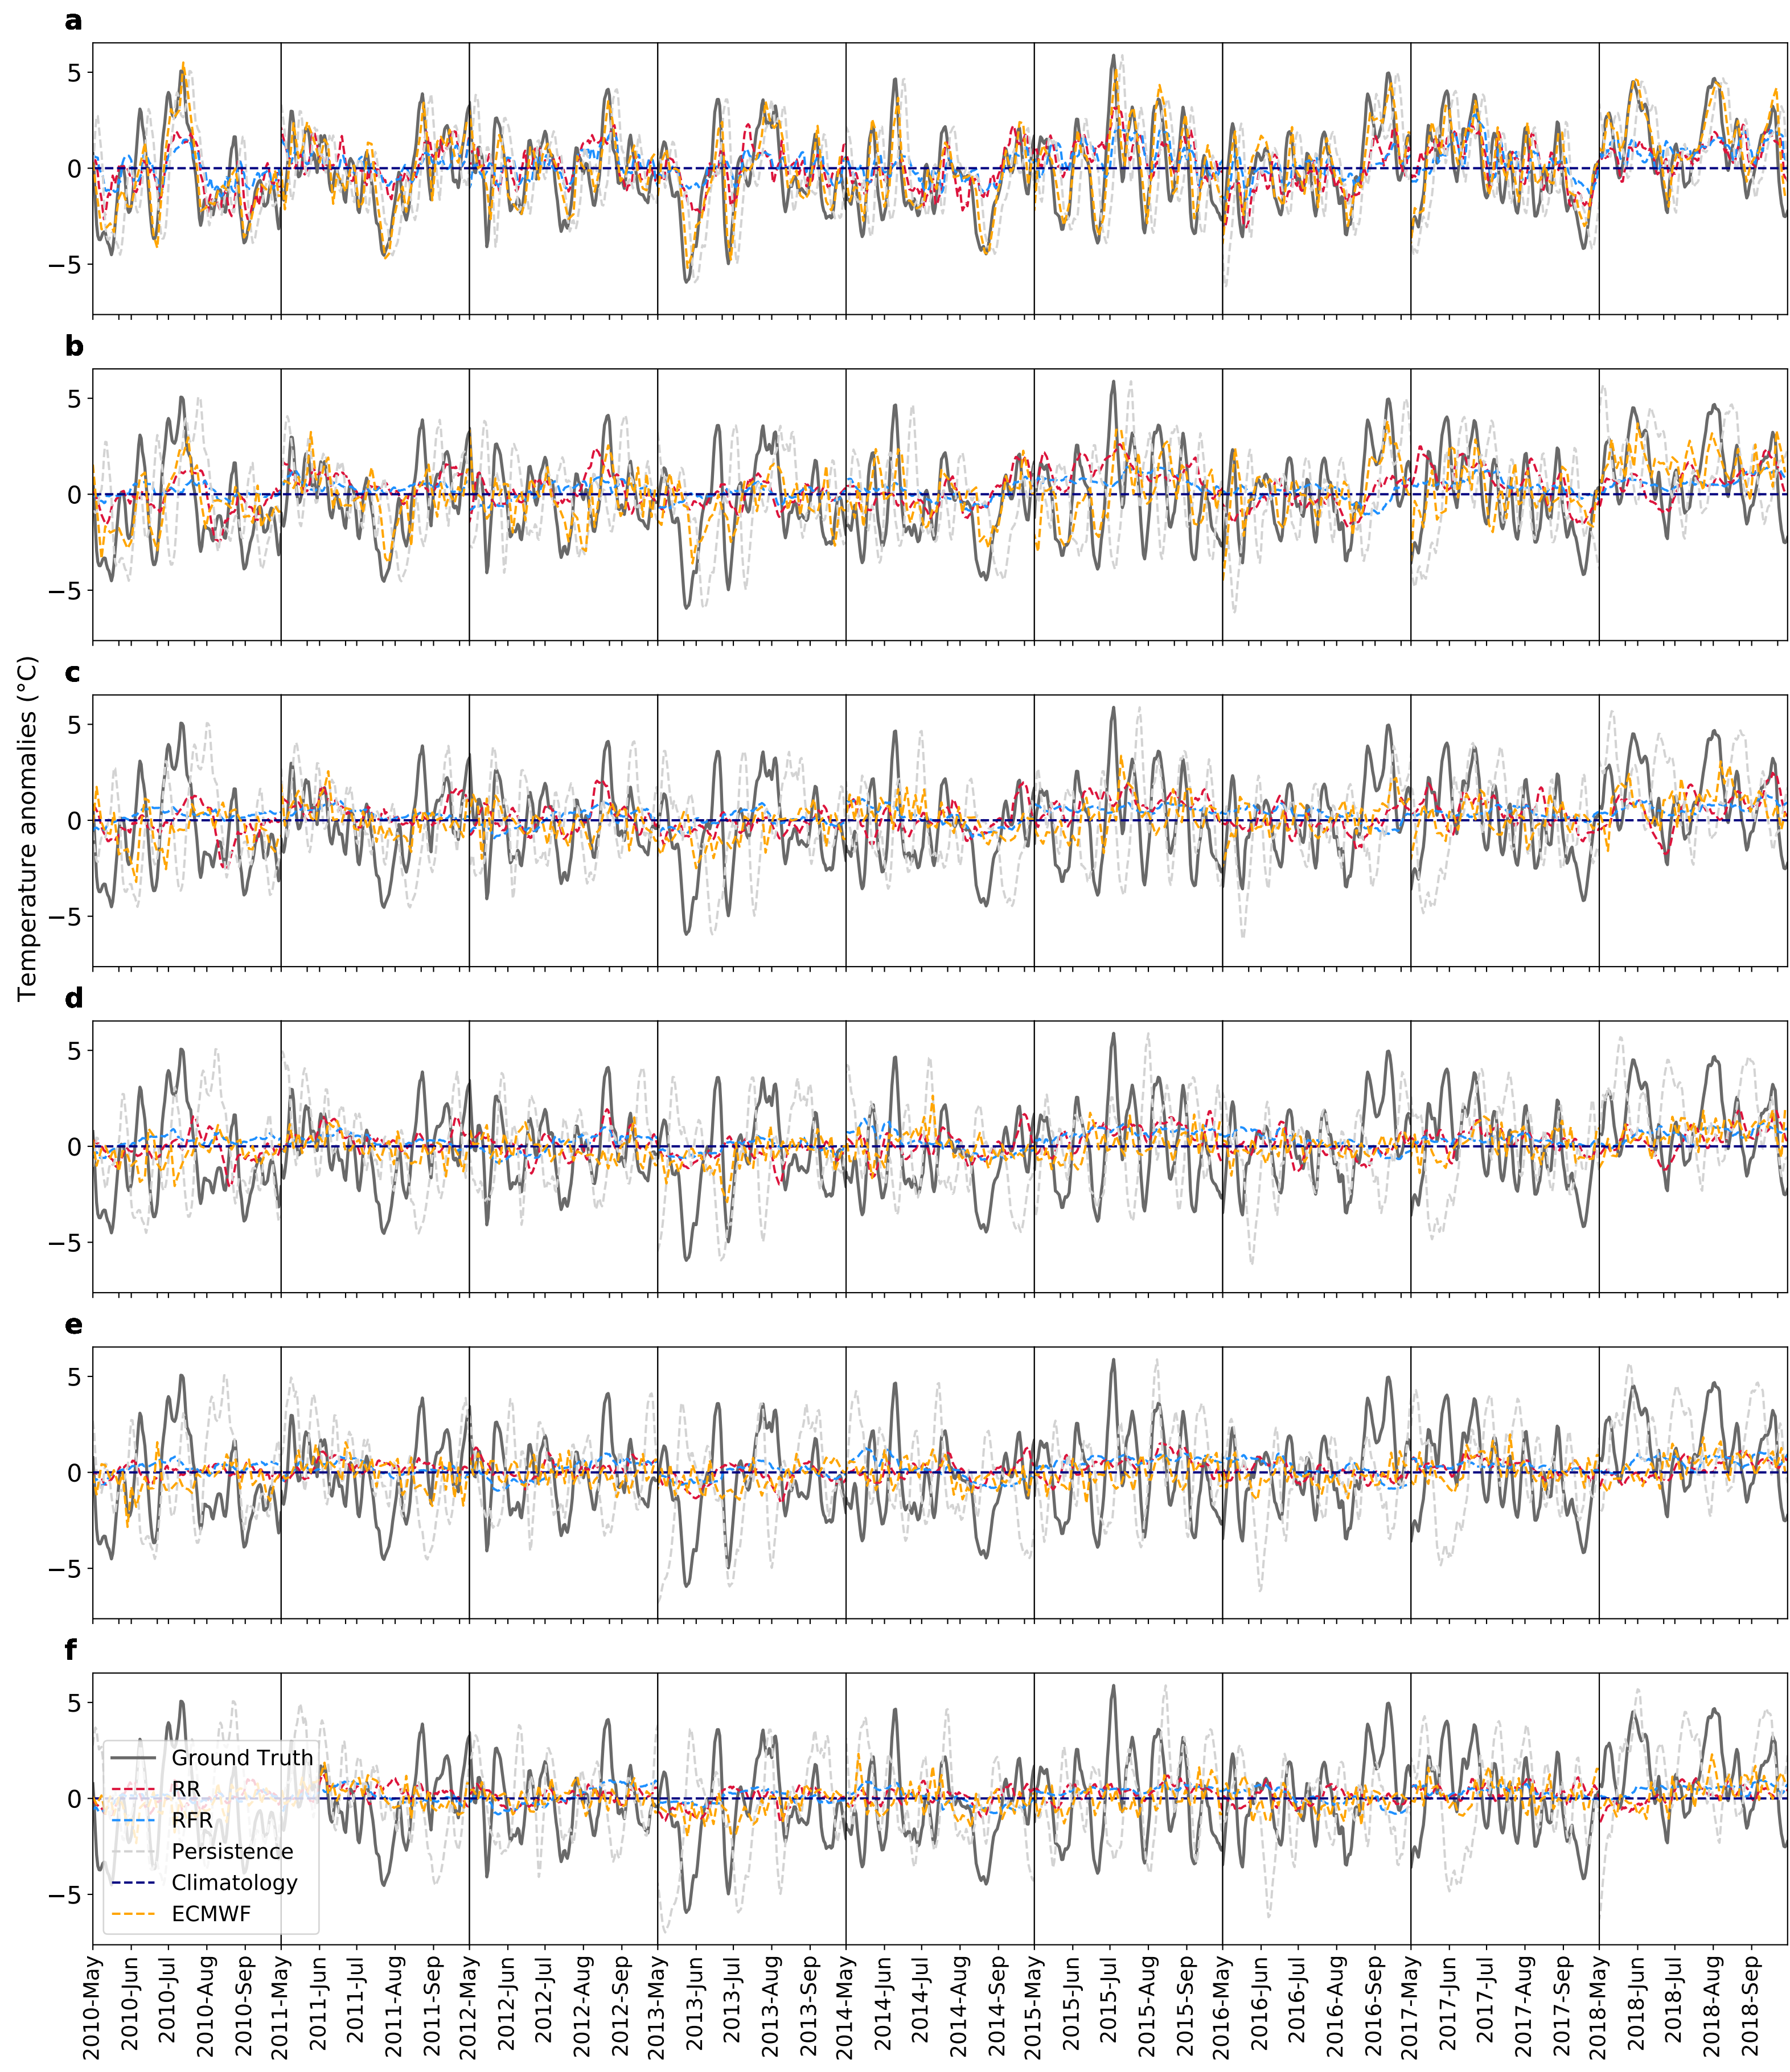 a
5
0
−5
b
5
0
−5
c
5
0
−5
Temperature anomalies (°C)
d
5
0
−5
e
5
0
−5
f
5
0
−5
Ground Truth
RR
RFR
Persistence
Climatology
ECMWF
2010-May
2010-Jun
2010-Jul
2010-Aug
2010-Sep
2011-May
2011-Jun
2011-Jul
2011-Aug
2011-Sep
2012-May
2012-Jun
2012-Jul
2012-Aug
2012-Sep
2013-May
2013-Jun
2013-Jul
2013-Aug
2013-Sep
2014-May
2014-Jun
2014-Jul
2014-Aug
2014-Sep
2015-May
2015-Jun
2015-Jul
2015-Aug
2015-Sep
2016-May
2016-Jun
2016-Jul
2016-Aug
2016-Sep
2017-May
2017-Jun
2017-Jul
2017-Aug
2017-Sep
2018-May
2018-Jun
2018-Jul
2018-Aug
2018-Sep